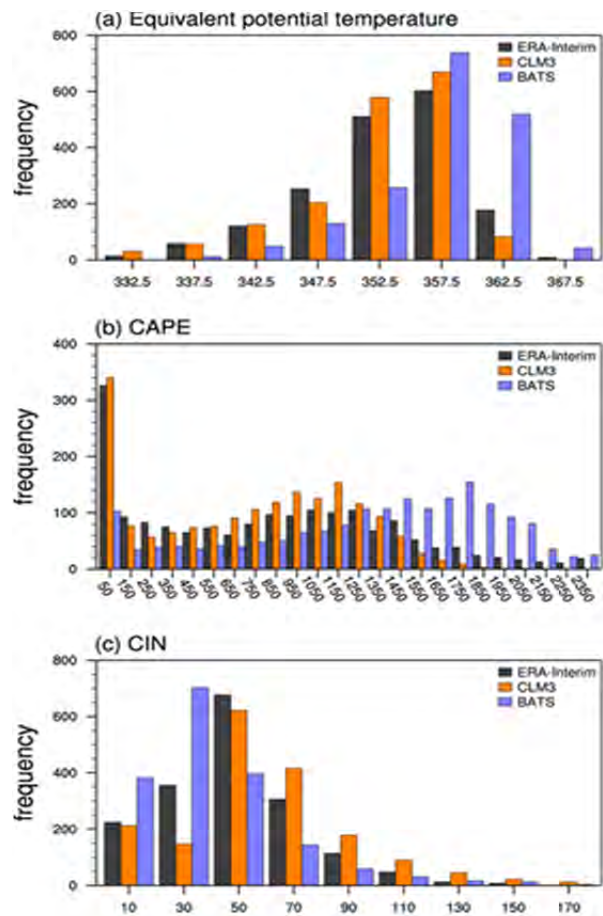 (a) Equivalent potential temperature
800
600
400
200
0
frequency
ERA-Interim
CLM3
BATS
332.5 337.5 342.5 347.5 352.5 357.5 362.5 367.5
(b) CAPE
400
300
200
100
0
frequency
ERA-Interim
CLM3
BATS
50 150 250 350 450 550 650 750 850 950 1050 1150 1250 1350 1450 1550 1650 1750 1850 1950 2050 2150 2250 2350
(c) CIN
800
600
400
200
0
frequency
ERA-Interim
CLM3
BATS
10 30 50 70 90 110 130 150 170